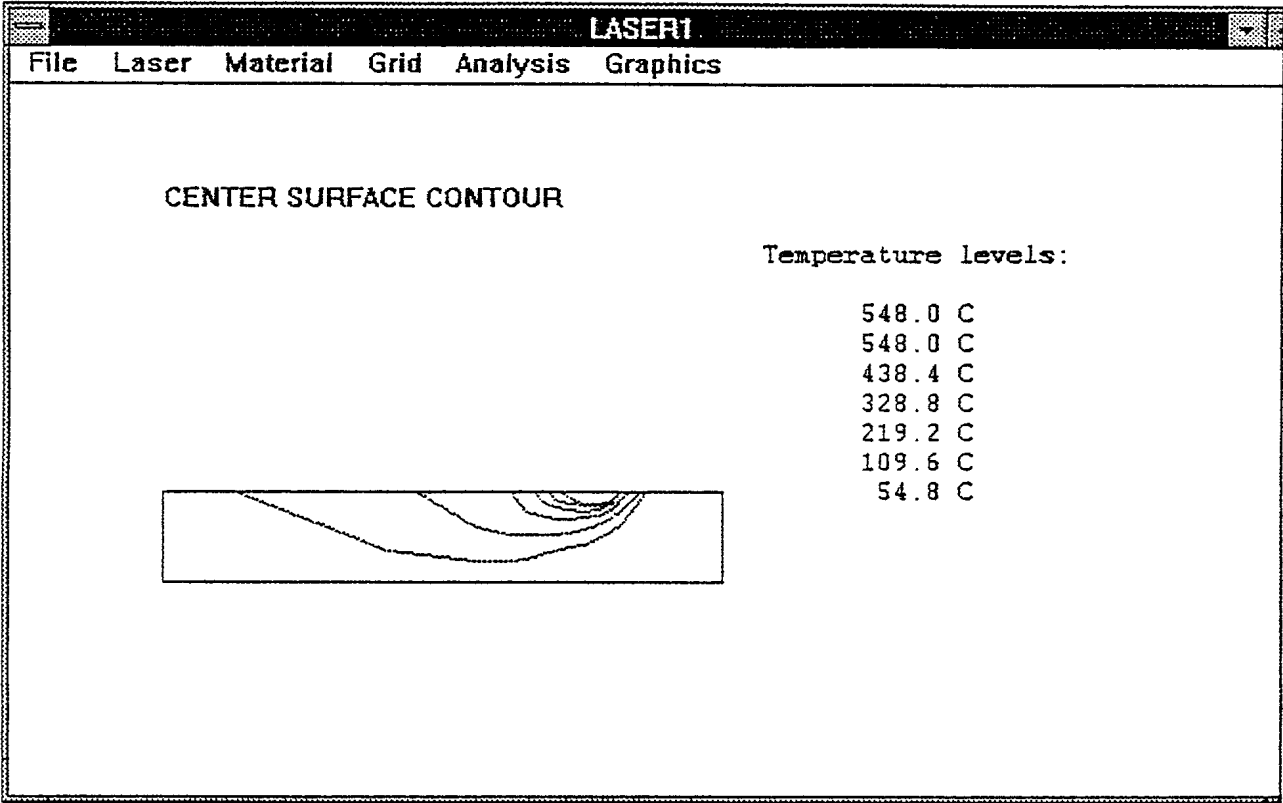 LASER1
File Laser Material Grid Analysis Graphics
CENTER SURFACE CONTOUR
Temperature levels:
548.0 C
548.0 C
438.4 C
328.8 C
219.2 C
109.6 C
54.8 C